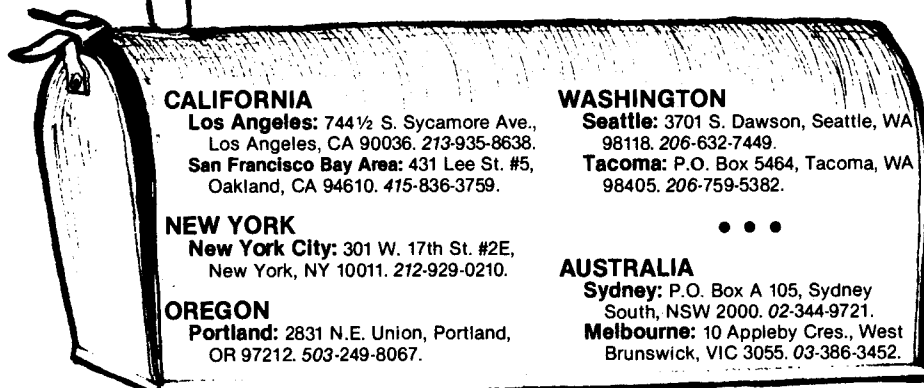 CALIFORNIA
Los Angeles: 744½ S. Sycamore Ave.,
Los Angeles, CA 90036. 213-935-8638.
San Francisco Bay Area: 431 Lee St. #5,
Oakland, CA 94610. 415-836-3759.
NEW YORK
New York City: 301 W. 17th St. #2E,
New York, NY 10011. 212-929-0210.
OREGON
Portland: 2831 N.E. Union, Portland,
OR 97212. 503-249-8067.
WASHINGTON
Seattle: 3701 S. Dawson, Seattle, WA
98118. 206-632-7449.
Tacoma: P.O. Box 5464, Tacoma, WA
98405. 206-759-5382.
• • •
AUSTRALIA
Sydney: P.O. Box A 105, Sydney
South, NSW 2000. 02-344-9721.
Melbourne: 10 Appleby Cres., West
Brunswick, VIC 3055. 03-386-3452.